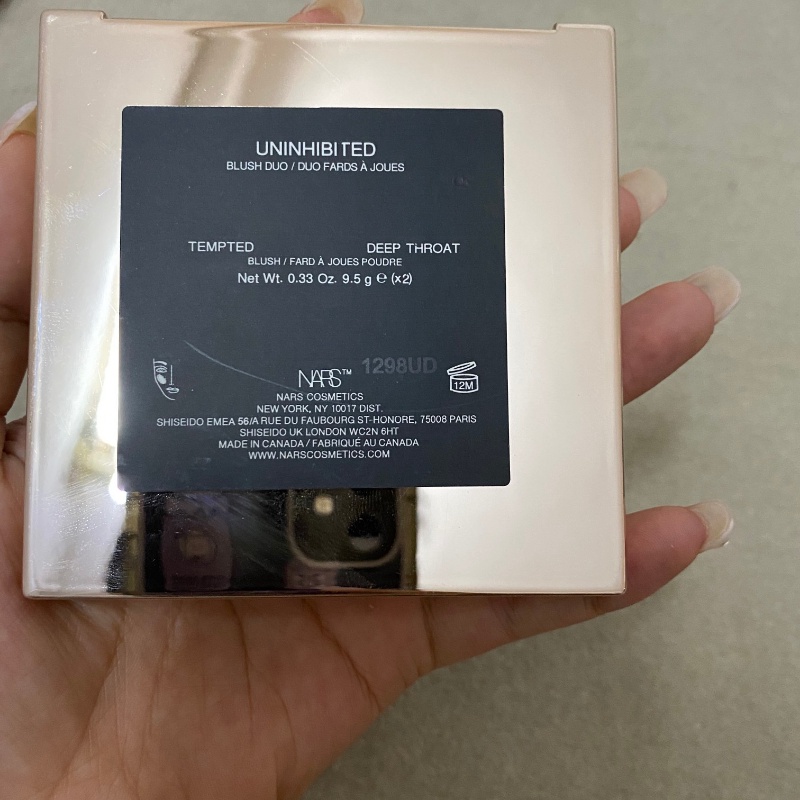 UNINHIBITED
BLUSH DUO / DUO FARDS À JOUES
TEMPTED DEEP THROAT
BLUSH / FARD À JOUES POUDRE
Net Wt. 0.33 Oz. 9.5 g ℮ (x2)
NARS™ 1298UD 12M
NARS COSMETICS
NEW YORK, NY 10017 DIST.
SHISEIDO EMEA 56/A RUE DU FAUBOURG ST-HONORE, 75008 PARIS
SHISEIDO UK LONDON WC2N 6HT
MADE IN CANADA / FABRIQUÉ AU CANADA
WWW.NARSCOSMETICS.COM